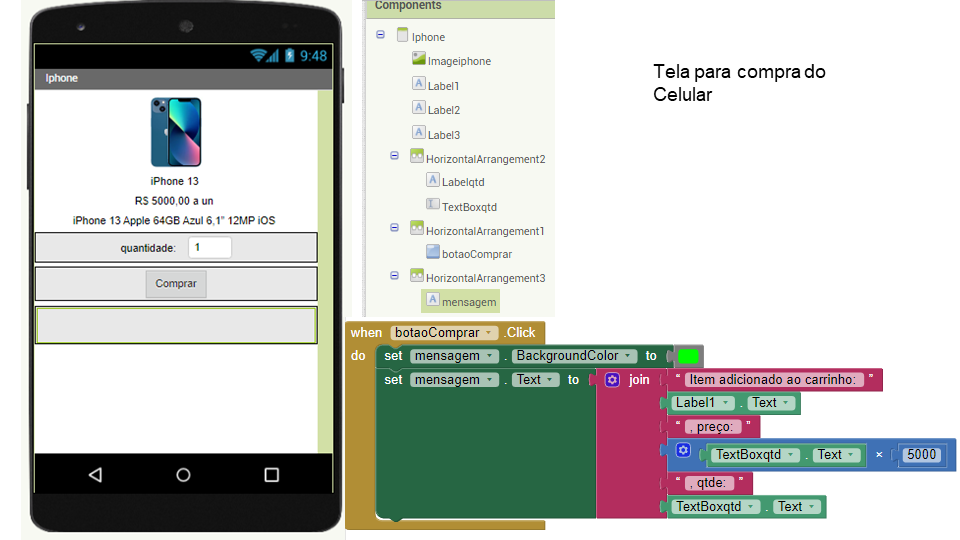 9:48
Iphone
iPhone 13
R$ 5000,00 a un
iPhone 13 Apple 64GB Azul 6,1" 12MP iOS
quantidade: 1
Comprar
Components
Iphone
Imageiphone
Label1
Label2
Label3
HorizontalArrangement2
Labelqtd
TextBoxqtd
HorizontalArrangement1
botaoComprar
HorizontalArrangement3
mensagem
Tela para compra do
Celular
when botaoComprar .Click
do set mensagem . BackgroundColor to
set mensagem . Text to join " Item adicionado ao carrinho: "
Label1 . Text
" , preço: "
TextBoxqtd . Text × 5000
" , qtde: "
TextBoxqtd . Text